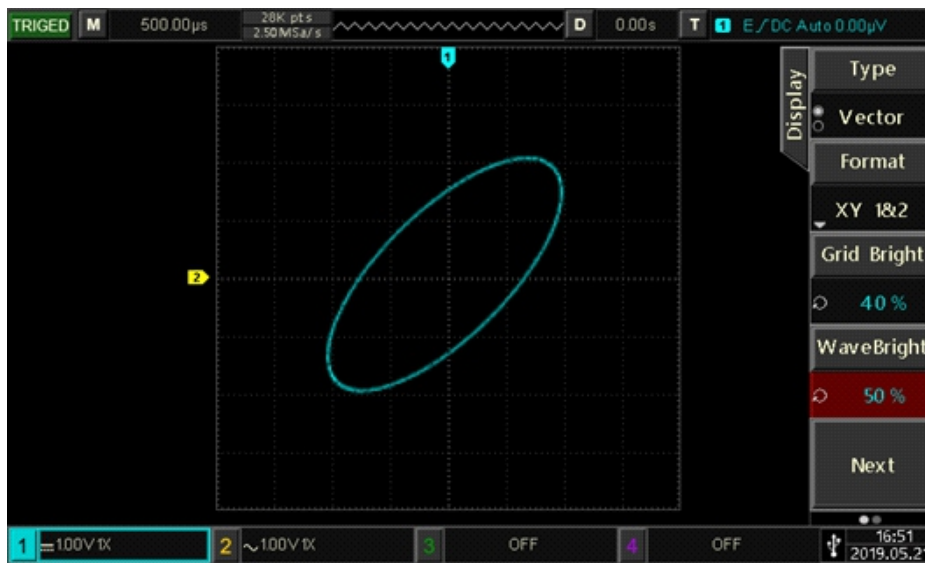 TRIGED M 500.00μs 28K pts D 0.00s T 1 E DC Auto 0.00μV
2.50MSa/s
1
Display
Type
Vector
Format
XY 1&2
Grid Bright
2
40 %
WaveBright
50 %
Next
1 1.00V 1X 2 1.00V 1X 3 OFF 4 OFF 16:51
2019.05.21